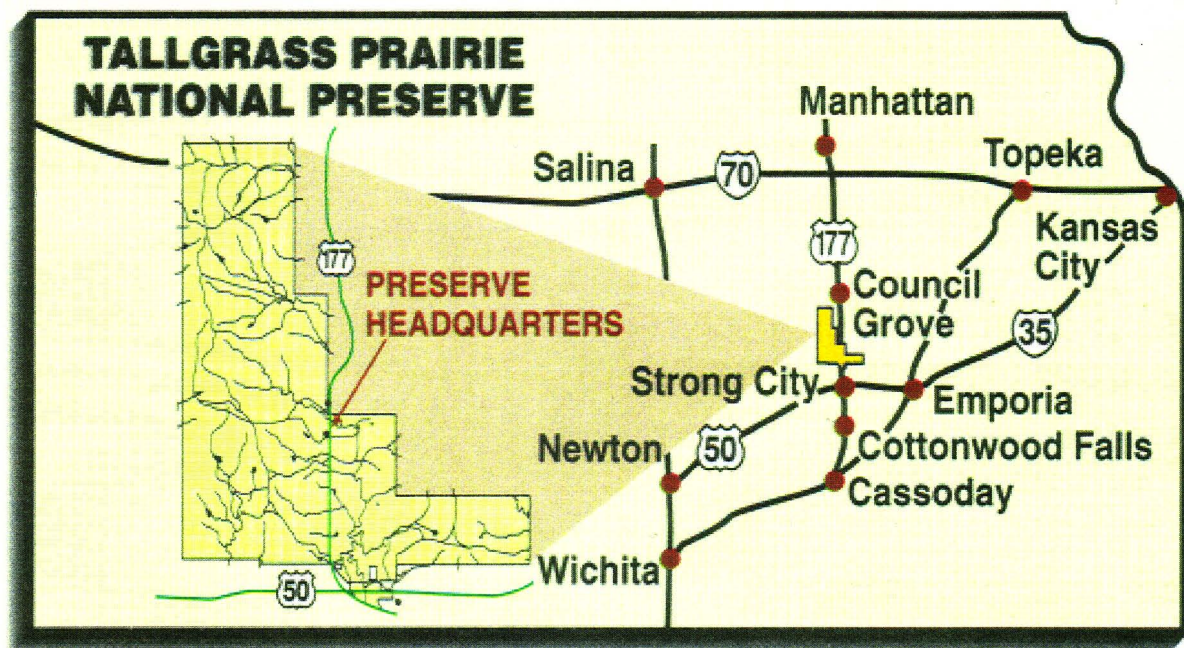 TALLGRASS PRAIRIE
NATIONAL PRESERVE
Manhattan
Salina
70
Topeka
177
Kansas
City
177
PRESERVE
HEADQUARTERS
Council
Grove
35
Strong City
Emporia
Newton
50
Cottonwood Falls
Cassoday
Wichita
50